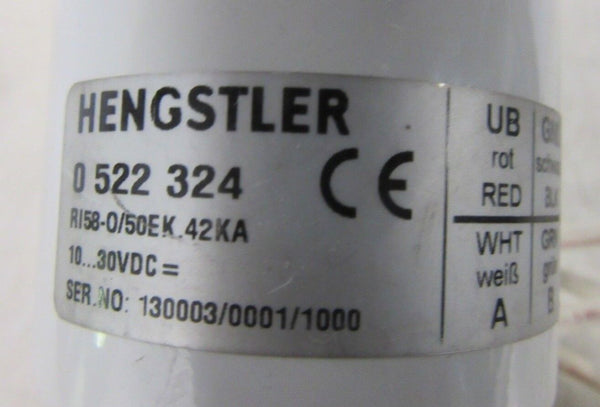 HENGSTLER
0 522 324 CE
RI58-O/50EK.42KA
10...30VDC=
SER.NO: 130003/0001/1000
UB
rot
RED
WHT
weiß
A
B